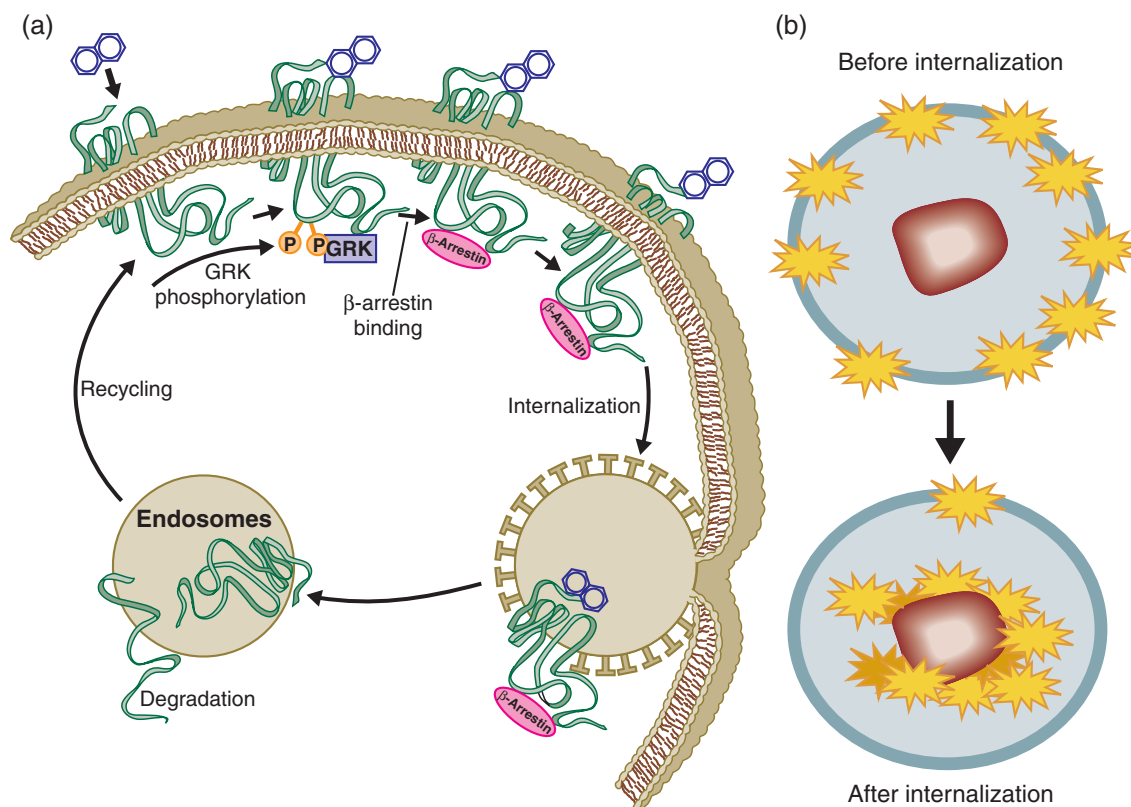 (a)
P
P
GRK
GRK
phosphorylation
β-arrestin
binding
β-Arrestin
β-Arrestin
Recycling
Internalization
Endosomes
Degradation
β-Arrestin
(b)
Before internalization
After internalization